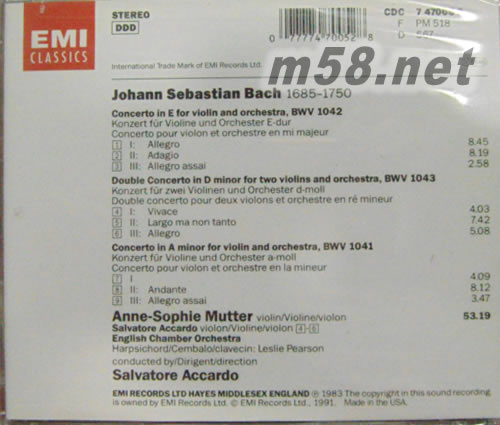 EMI
CLASSICS
STEREO
DDD
0 77774 70052 8
CDC
F PM 518
D
International Trade Mark of EMI Records Ltd.
m58.net
Johann Sebastian Bach 1685-1750
Concerto in E for violin and orchestra, BWV 1042
Konzert für Violine und Orchester E-dur
Concerto pour violon et orchestre en mi majeur
1 I: Allegro 8.45
2 II: Adagio 8.19
3 III: Allegro assai 2.58
Double Concerto in D minor for two violins and orchestra, BWV 1043
Konzert für zwei Violinen und Orchester d-moll
Double concerto pour deux violons et orchestre en ré mineur
4 I: Vivace 4.03
5 II: Largo ma non tanto 7.42
6 III: Allegro 5.08
Concerto in A minor for violin and orchestra, BWV 1041
Konzert für Violine und Orchester a-moll
Concerto pour violon et orchestre en la mineur
7 I 4.09
8 II: Andante 8.12
9 III: Allegro assai 3.47
Anne-Sophie Mutter violin/Violine/violon 53.19
Salvatore Accardo violon/Violine/violon 4-6
English Chamber Orchestra
Harpsichord/Cembalo/clavecin: Leslie Pearson
conducted by/Dirigent/direction
Salvatore Accardo
EMI RECORDS LTD HAYES MIDDLESEX ENGLAND ℗ 1983 The copyright in this sound recording
is owned by EMI Records Ltd. © EMI Records Ltd., 1991. Made in the USA.